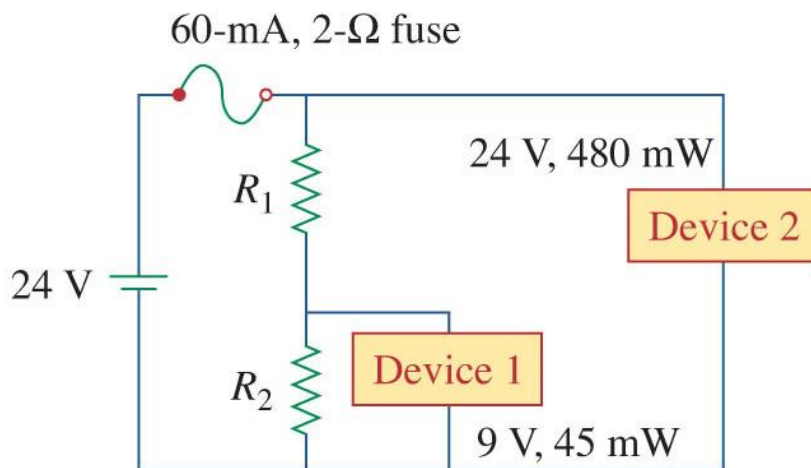 60-mA, 2-Ω fuse
24 V, 480 mW
R1
Device 2
24 V
Device 1
R2
9 V, 45 mW